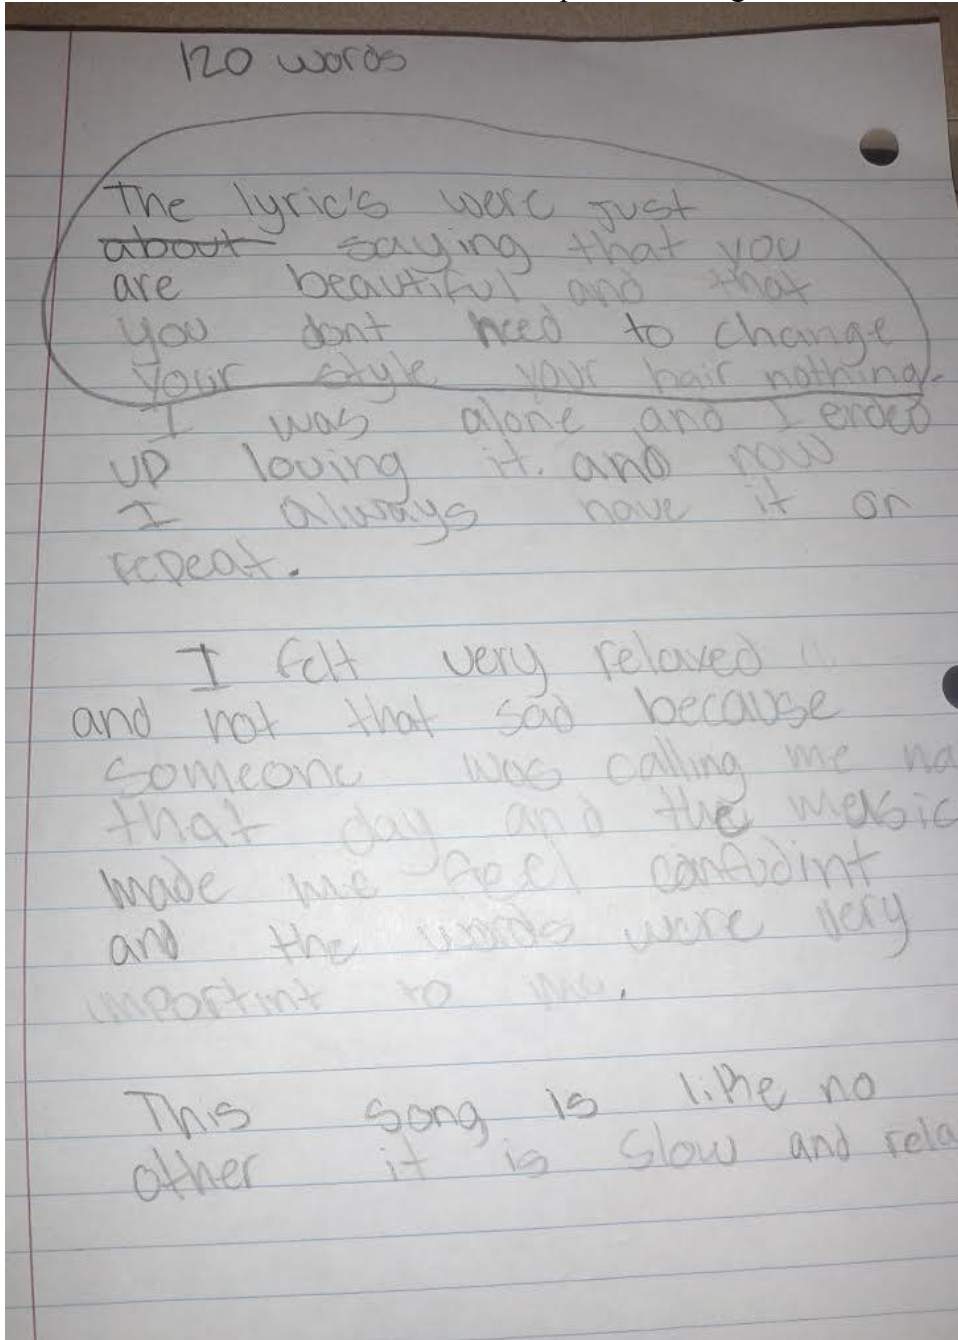 120 words
The lyric's were just
about saying that you
are beautiful and that
you dont need to change
your style your hair nothing.
I was alone and I ended
up loving it. and now
I always have it on
repeat.
I felt very relaxed
and not that sad because
someone was calling me na
that day and the music
made me feel confidint
and the words were very
importint to me.
This song is like no
other it is slow and rela